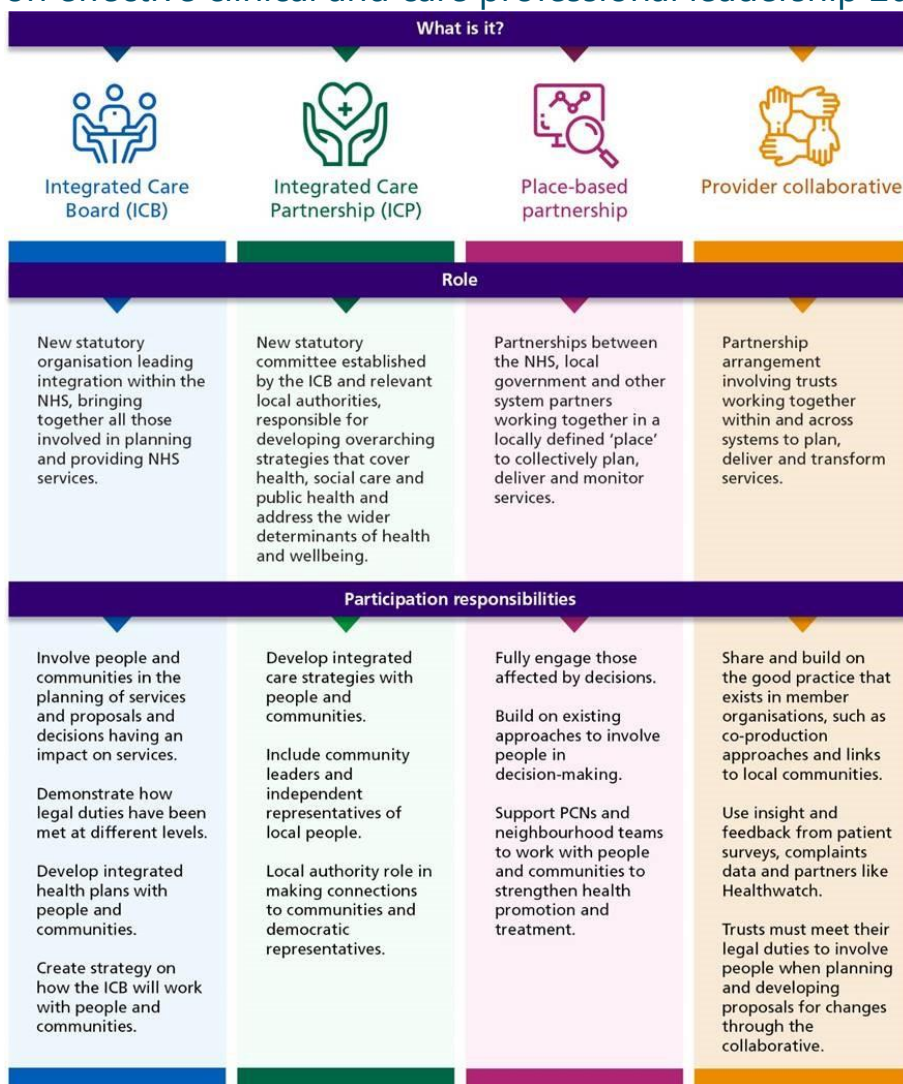 on effective clinical and care professional leadership
What is it?
Integrated Care
Board (ICB)
Integrated Care
Partnership (ICP)
Place-based
partnership
Provider collaborative
Role
New statutory
organisation leading
integration within the
NHS, bringing
together all those
involved in planning
and providing NHS
services.
New statutory
committee established
by the ICB and relevant
local authorities,
responsible for
developing overarching
strategies that cover
health, social care and
public health and
address the wider
determinants of health
and wellbeing.
Partnerships between
the NHS, local
government and other
system partners
working together in a
locally defined ‘place’
to collectively plan,
deliver and monitor
services.
Partnership
arrangement
involving trusts
working together
within and across
systems to plan,
deliver and transform
services.
Participation responsibilities
Involve people and
communities in the
planning of services
and proposals and
decisions having an
impact on services.
Demonstrate how
legal duties have been
met at different levels.
Develop integrated
health plans with
people and
communities.
Create strategy on
how the ICB will work
with people and
communities.
Develop integrated
care strategies with
people and
communities.
Include community
leaders and
independent
representatives of
local people.
Local authority role in
making connections
to communities and
democratic
representatives.
Fully engage those
affected by decisions.
Build on existing
approaches to involve
people in
decision-making.
Support PCNs and
neighbourhood teams
to work with people
and communities to
strengthen health
promotion and
treatment.
Share and build on
the good practice that
exists in member
organisations, such as
co-production
approaches and links
to local communities.
Use insight and
feedback from patient
surveys, complaints
data and partners like
Healthwatch.
Trusts must meet their
legal duties to involve
people when planning
and developing
proposals for changes
through the
collaborative.